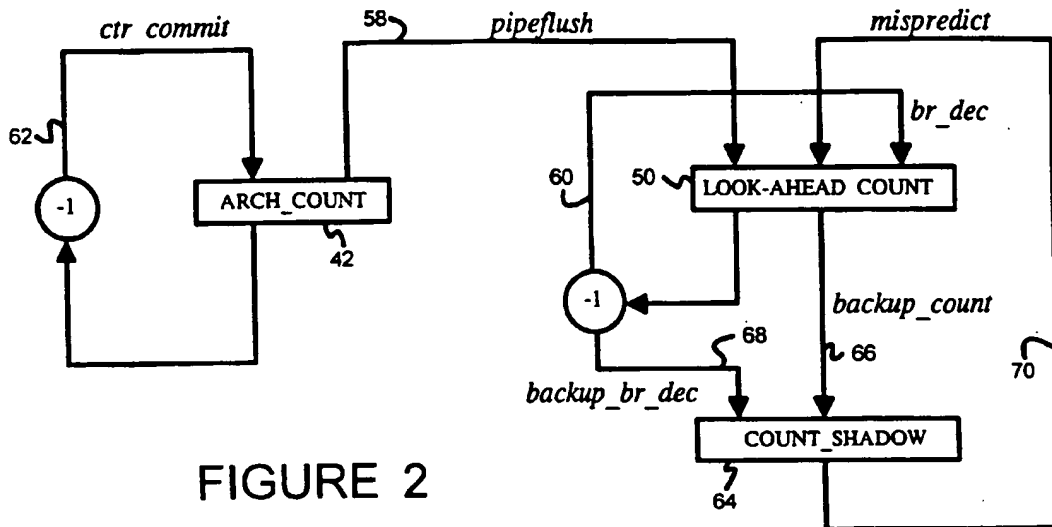 ctr commit
58
pipeflush
mispredict
br_dec
62
60
50
LOOK-AHEAD COUNT
-1
ARCH_COUNT
42
-1
backup_count
68
66
70
backup_br_dec
COUNT_SHADOW
64
FIGURE 2